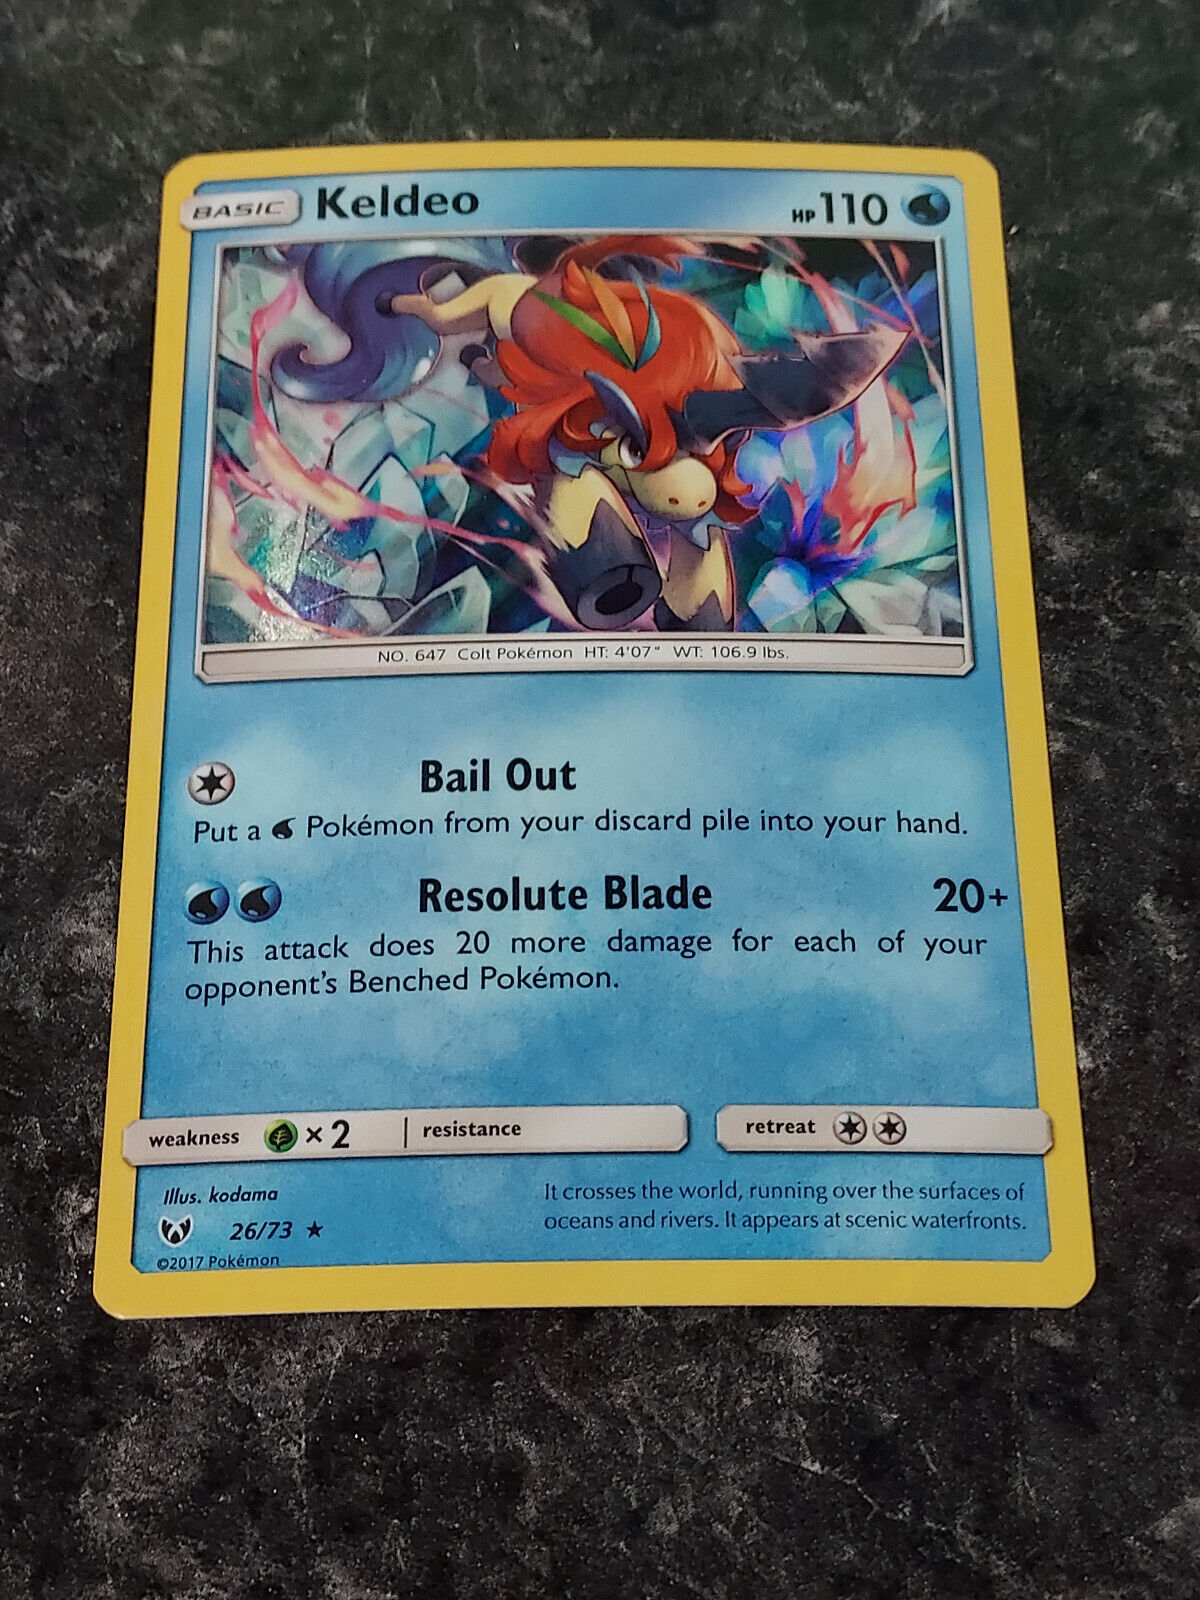 BASIC Keldeo HP 110
NO. 647 Colt Pokémon HT: 4'07" WT: 106.9 lbs.
Bail Out
Put a Pokémon from your discard pile into your hand.
Resolute Blade 20+
This attack does 20 more damage for each of your
opponent's Benched Pokémon.
weakness ×2 resistance retreat
Illus. kodama
26/73 ★
©2017 Pokémon
It crosses the world, running over the surfaces of
oceans and rivers. It appears at scenic waterfronts.